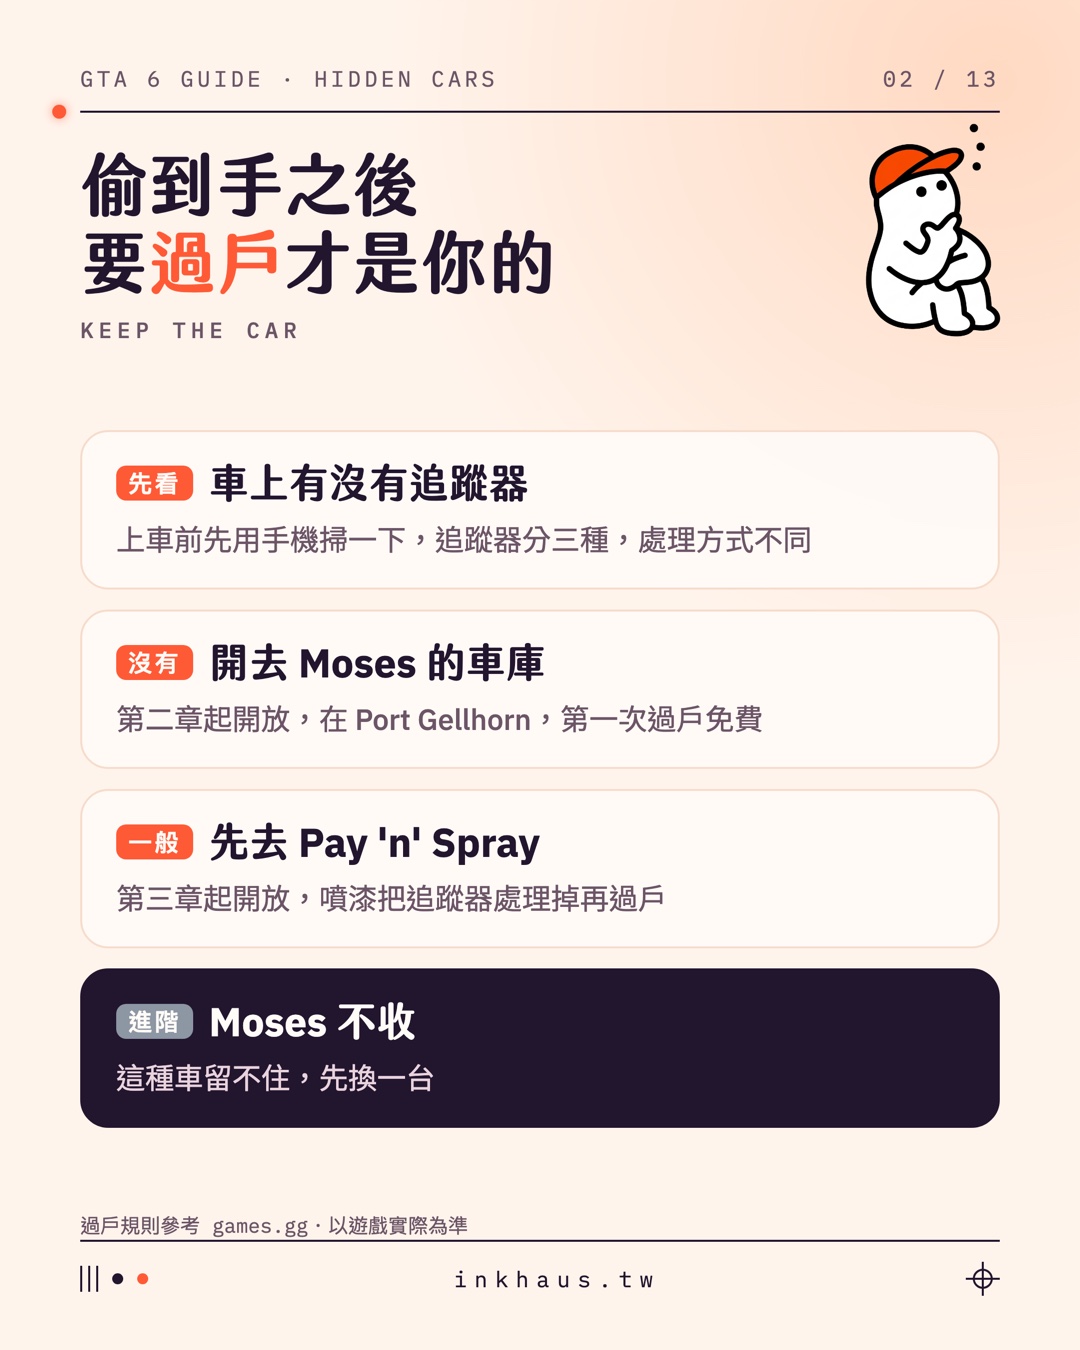 GTA 6 GUIDE · HIDDEN CARS
02 / 13
偷到手之後
要過戶才是你的
KEEP THE CAR
先看 車上有沒有追蹤器
上車前先用手機掃一下，追蹤器分三種，處理方式不同
沒有 開去 Moses 的車庫
第二章起開放，在 Port Gellhorn，第一次過戶免費
一般 先去 Pay 'n' Spray
第三章起開放，噴漆把追蹤器處理掉再過戶
進階 Moses 不收
這種車留不住，先換一台
過戶規則參考 games.gg · 以遊戲實際為準
inkhaus.tw